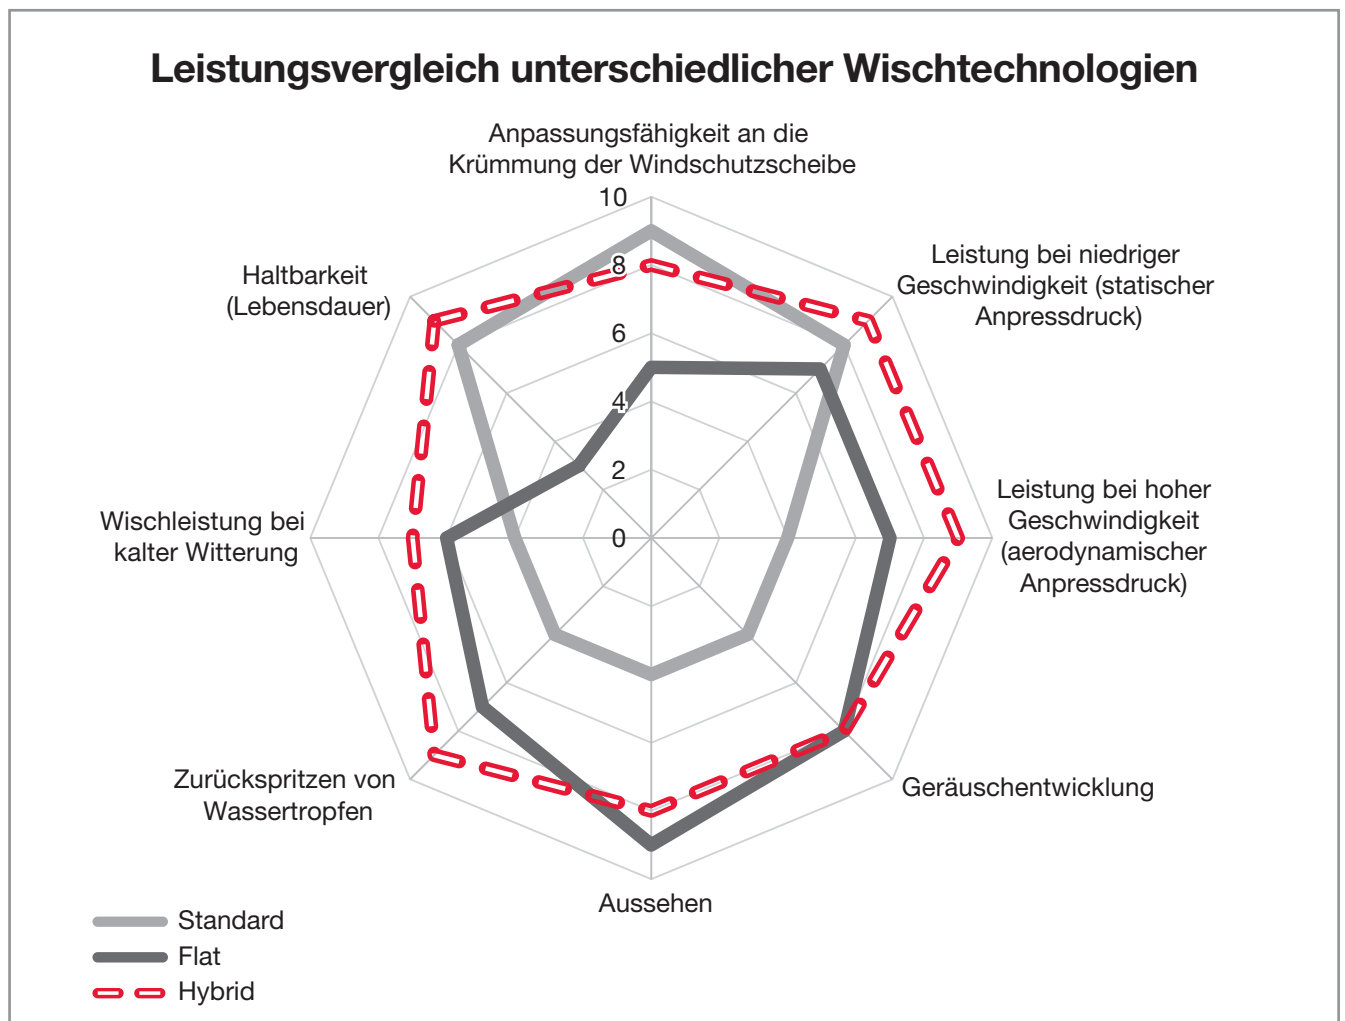 Leistungsvergleich unterschiedlicher Wischtechnologien
Anpassungsfähigkeit an die
Krümmung der Windschutzscheibe
10
8
6
4
2
0
Leistung bei niedriger
Geschwindigkeit (statischer
Anpressdruck)
Leistung bei hoher
Geschwindigkeit
(aerodynamischer
Anpressdruck)
Geräuschentwicklung
Aussehen
Zurückspritzen von
Wassertropfen
Wischleistung bei
kalter Witterung
Haltbarkeit
(Lebensdauer)
Standard
Flat
Hybrid